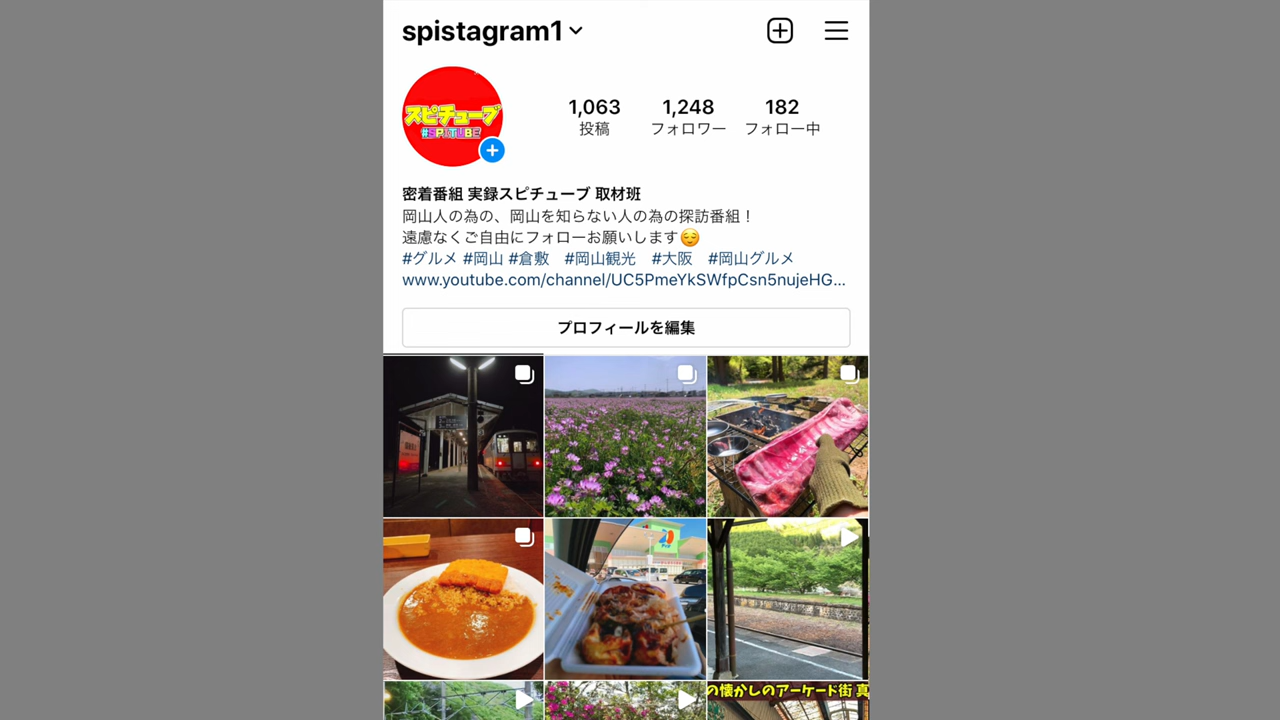 spistagram1
スピチューブ
#SPITUBE
1,063
投稿
1,248
フォロワー
182
フォロー中
密着番組 実録スピチューブ 取材班
岡山人の為の、岡山を知らない人の為の探訪番組！
遠慮なくご自由にフォローお願いします😌
#グルメ #岡山 #倉敷　#岡山観光　#大阪　#岡山グルメ
www.youtube.com/channel/UC5PmeYkSWfpCsn5nujeHG...
プロフィールを編集
の懐かしのアーケード街 真